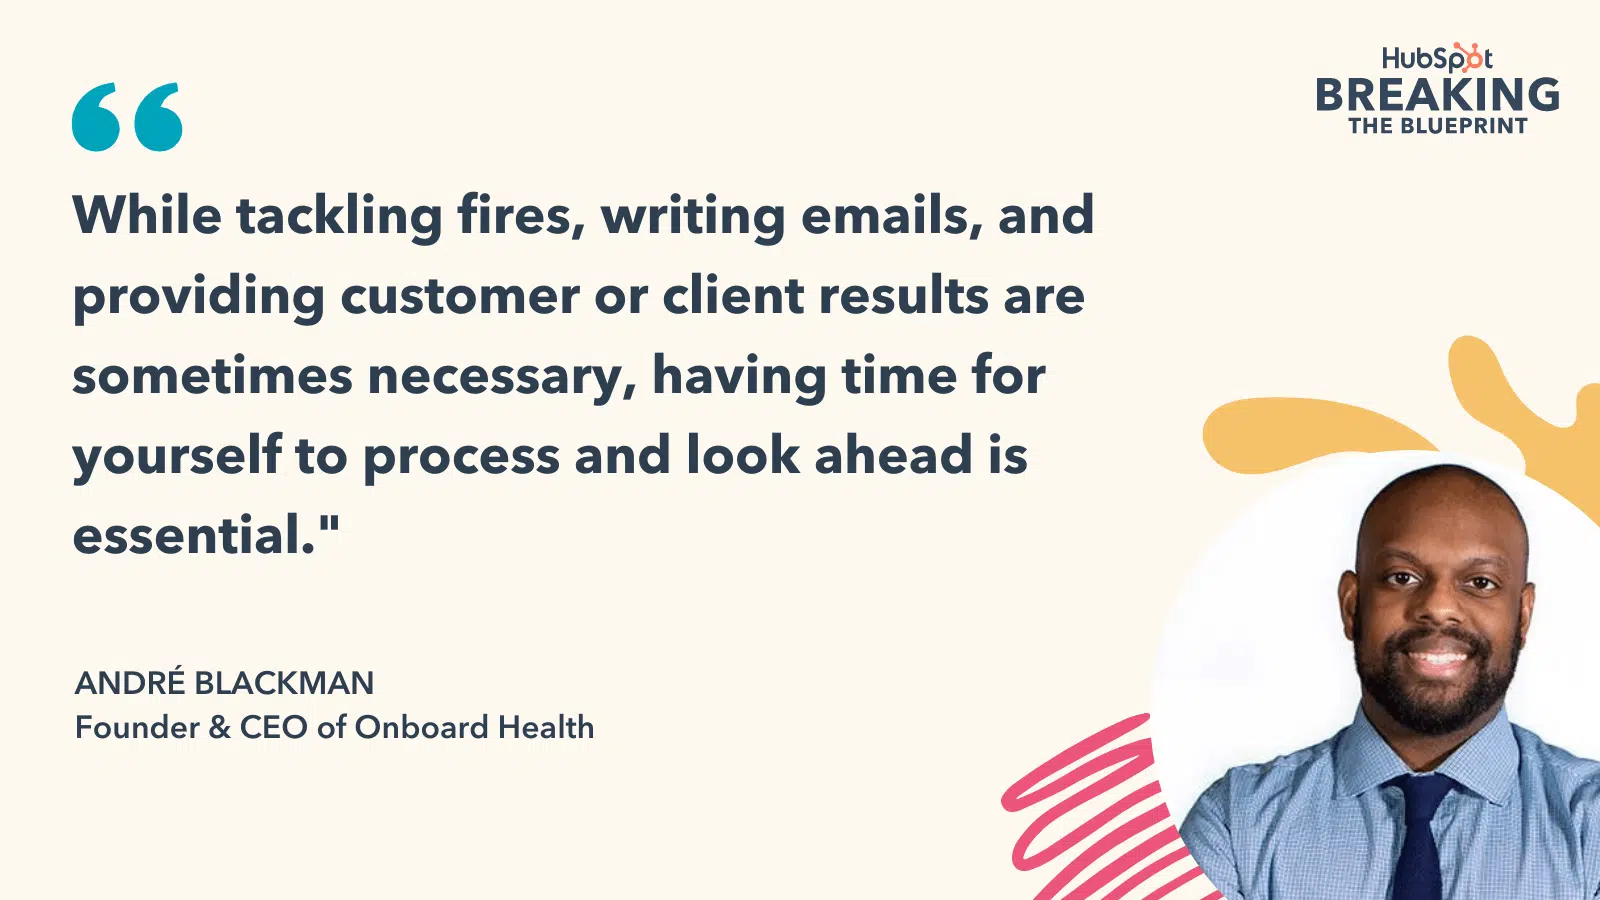 HubSpot
BREAKING
THE BLUEPRINT
“
While tackling fires, writing emails, and
providing customer or client results are
sometimes necessary, having time for
yourself to process and look ahead is
essential."
ANDRÉ BLACKMAN
Founder & CEO of Onboard Health